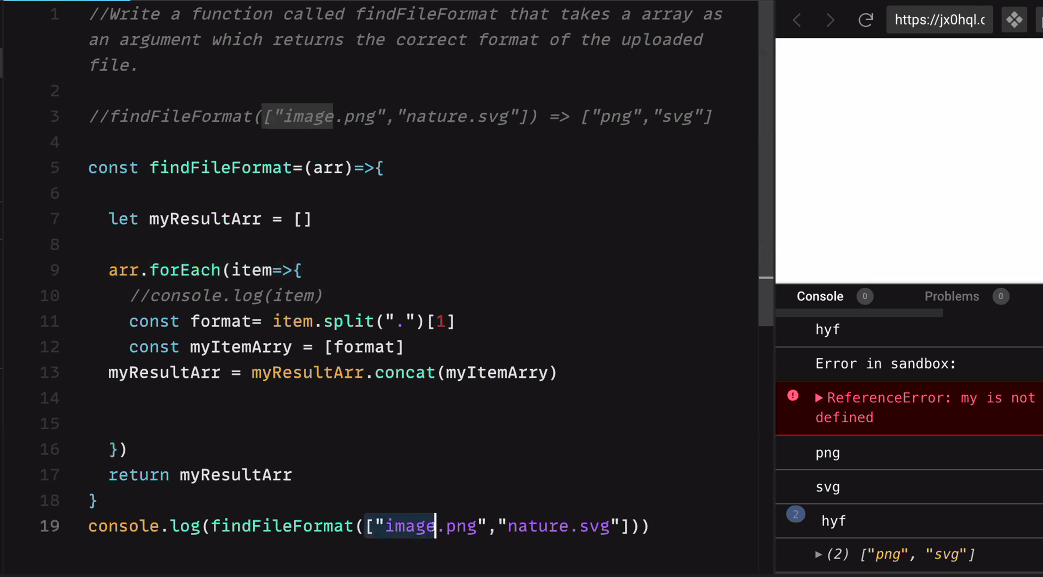 1 //Write a function called findFileFormat that takes a array as
an argument which returns the correct format of the uploaded
file.
2
3 //findFileFormat(["image.png","nature.svg"]) => ["png","svg"]
4
5 const findFileFormat=(arr)=>{
6
7 let myResultArr = []
8
9 arr.forEach(item=>{
10 //console.log(item)
11 const format= item.split(".")[1]
12 const myItemArry = [format]
13 myResultArr = myResultArr.concat(myItemArry)
14
15
16 })
17 return myResultArr
18 }
19 console.log(findFileFormat(["image.png","nature.svg"]))
https://jx0hql.c
Console 0 Problems 0
hyf
Error in sandbox:
ReferenceError: my is not
defined
png
svg
2 hyf
(2) ["png", "svg"]